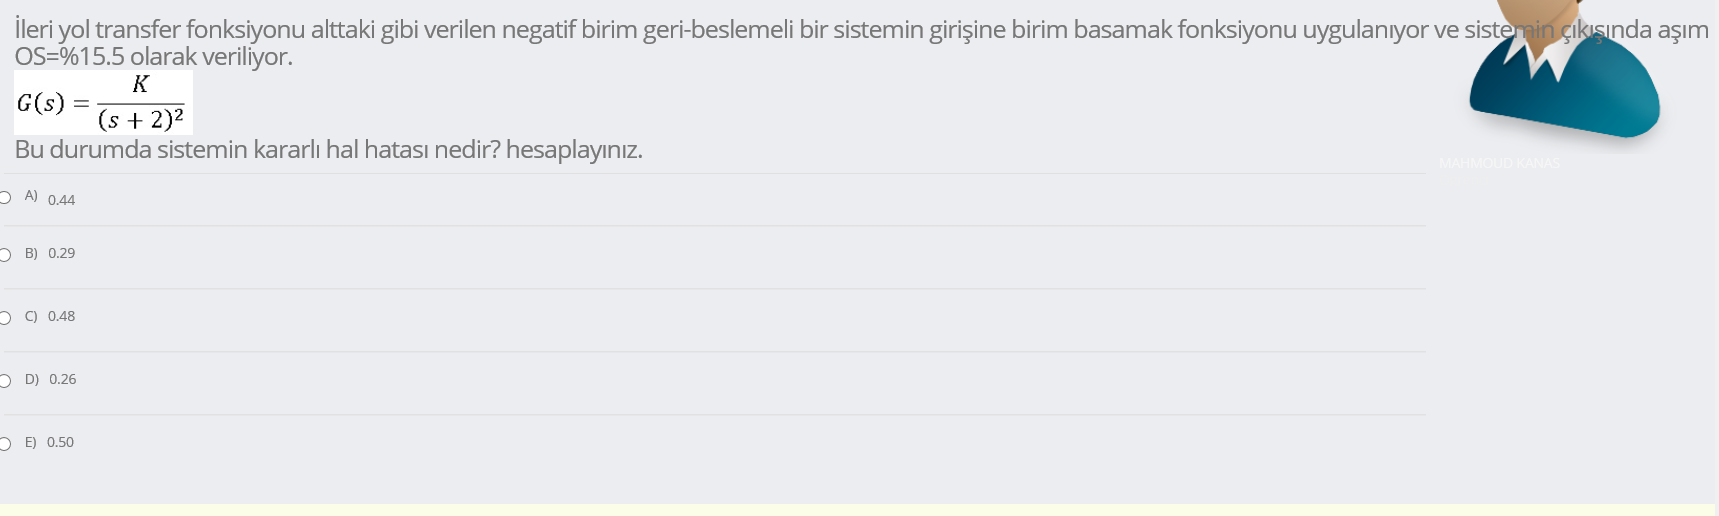 İleri yol transfer fonksiyonu alttaki gibi verilen negatif birim geri-beslemeli bir sistemin girişine birim basamak fonksiyonu uygulanıyor ve sistemin çıkışında aşım
OS=%15.5 olarak veriliyor.
G(s) = K / (s + 2)²
Bu durumda sistemin kararlı hal hatası nedir? hesaplayınız.
MAHMOUD KANAS
A) 0.44
B) 0.29
C) 0.48
D) 0.26
E) 0.50